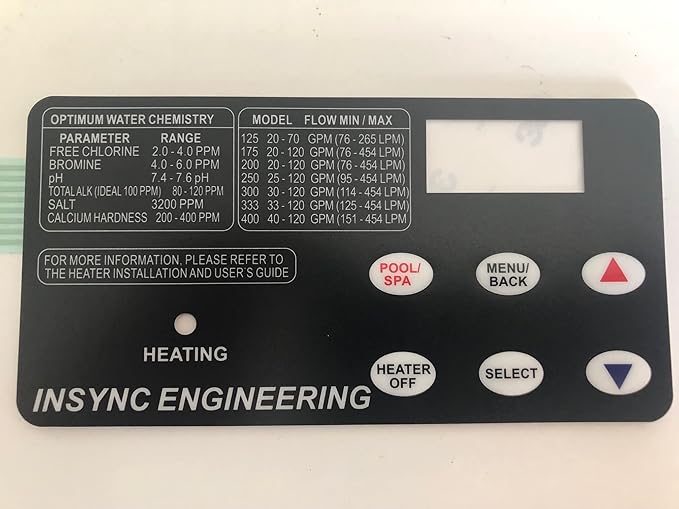 OPTIMUM WATER CHEMISTRY
PARAMETER RANGE
FREE CHLORINE 2.0 - 4.0 PPM
BROMINE 4.0 - 6.0 PPM
pH 7.4 - 7.6 pH
TOTAL ALK (IDEAL 100 PPM) 80 - 120 PPM
SALT 3200 PPM
CALCIUM HARDNESS 200 - 400 PPM
MODEL FLOW MIN / MAX
125 20 - 70 GPM (76 - 265 LPM)
175 20 - 120 GPM (76 - 454 LPM)
200 20 - 120 GPM (76 - 454 LPM)
250 25 - 120 GPM (95 - 454 LPM)
300 30 - 120 GPM (114 - 454 LPM)
333 33 - 120 GPM (125 - 454 LPM)
400 40 - 120 GPM (151 - 454 LPM)
FOR MORE INFORMATION, PLEASE REFER TO
THE HEATER INSTALLATION AND USER'S GUIDE
POOL/
SPA
MENU/
BACK
HEATING
HEATER
OFF
SELECT
INSYNC ENGINEERING